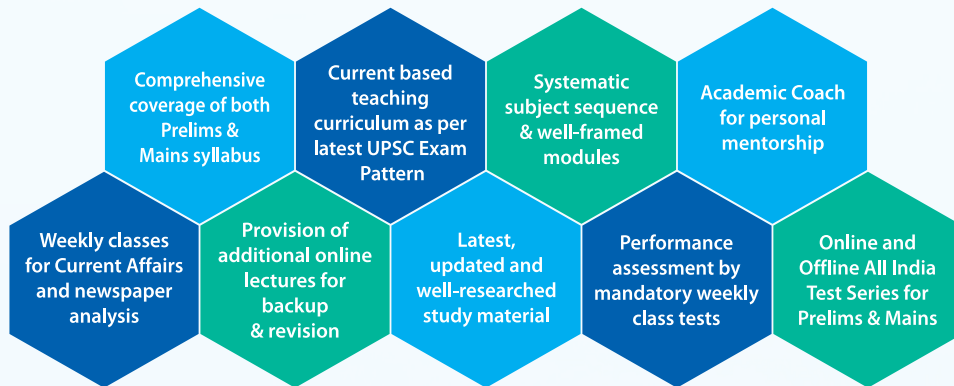 Comprehensive
coverage of both
Prelims &
Mains syllabus
Current based
teaching
curriculum as per
latest UPSC Exam
Pattern
Systematic
subject sequence
& well-framed
modules
Academic Coach
for personal
mentorship
Weekly classes
for Current Affairs
and newspaper
analysis
Provision of
additional online
lectures for
backup
& revision
Latest,
updated and
well-researched
study material
Performance
assessment by
mandatory weekly
class tests
Online and
Offline All India
Test Series for
Prelims & Mains